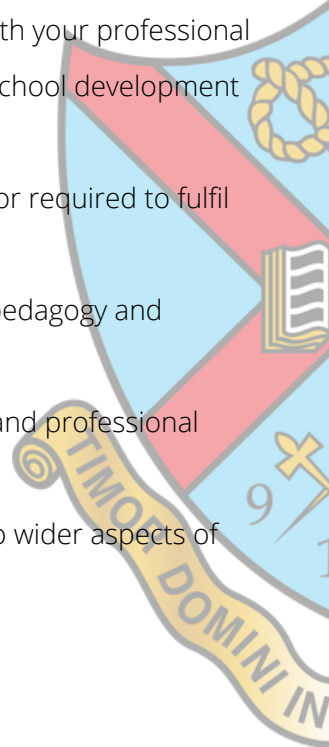 th your professional
chool development
or required to fulfil
pedagogy and
and professional
o wider aspects of
TIMOR DOMINI IN
9
1